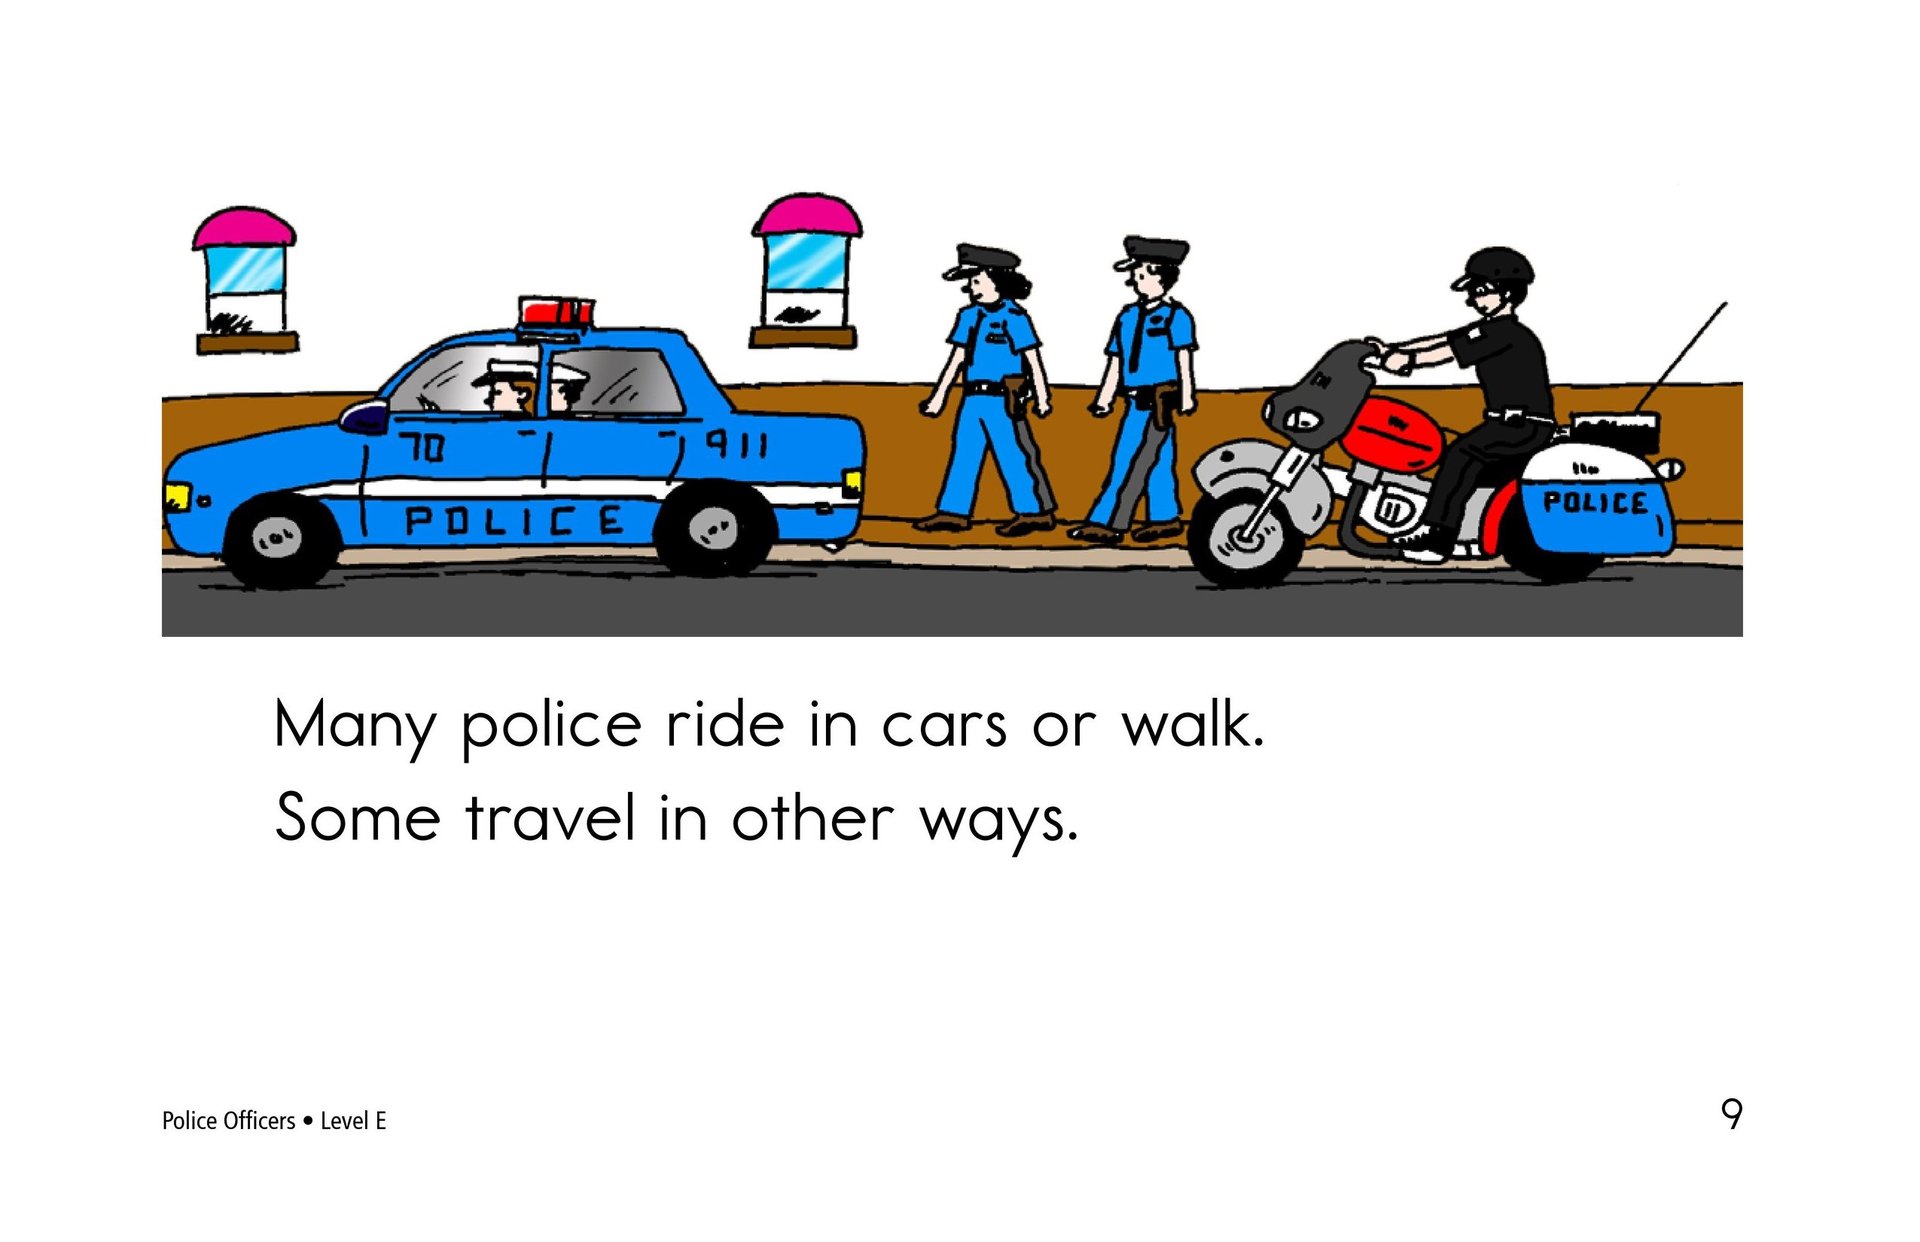 70
911
POLICE
POLICE
Many police ride in cars or walk.
Some travel in other ways.
Police Officers • Level E
9